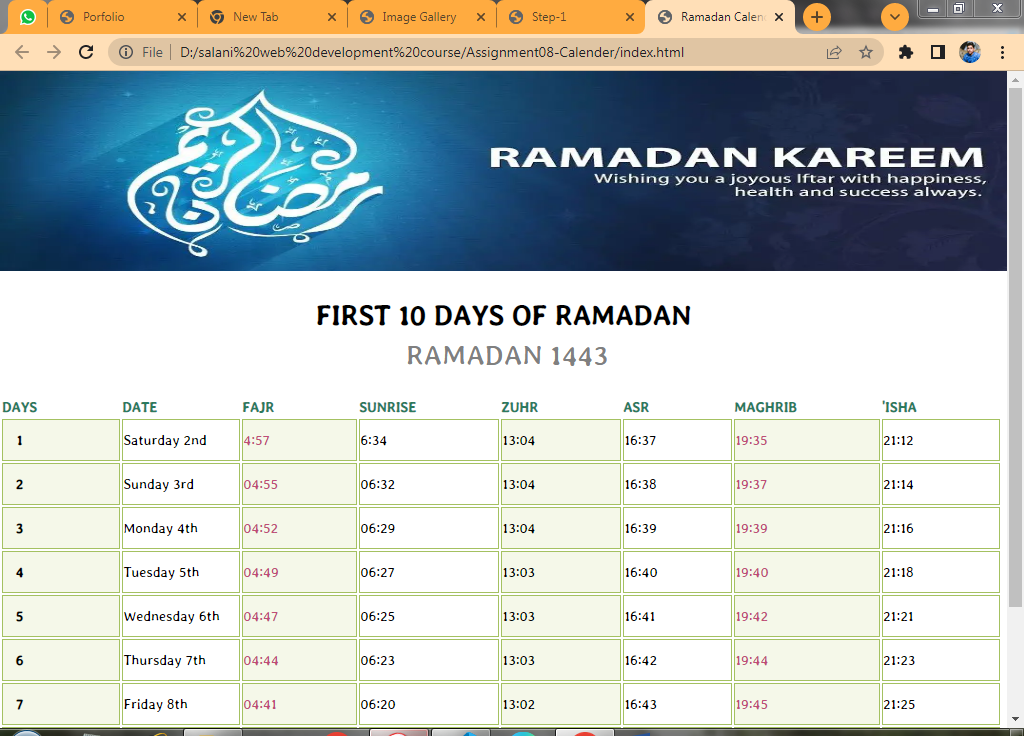 Porfolio
New Tab
Image Gallery
Step-1
Ramadan Calen
File | D:/salani%20web%20development%20course/Assignment08-Calender/index.html
رمضان كريم
RAMADAN KAREEM
Wishing you a joyous Iftar with happiness,
health and success always.
FIRST 10 DAYS OF RAMADAN
RAMADAN 1443
DAYS DATE FAJR SUNRISE ZUHR ASR MAGHRIB 'ISHA
1 Saturday 2nd 4:57 6:34 13:04 16:37 19:35 21:12
2 Sunday 3rd 04:55 06:32 13:04 16:38 19:37 21:14
3 Monday 4th 04:52 06:29 13:04 16:39 19:39 21:16
4 Tuesday 5th 04:49 06:27 13:03 16:40 19:40 21:18
5 Wednesday 6th 04:47 06:25 13:03 16:41 19:42 21:21
6 Thursday 7th 04:44 06:23 13:03 16:42 19:44 21:23
7 Friday 8th 04:41 06:20 13:02 16:43 19:45 21:25